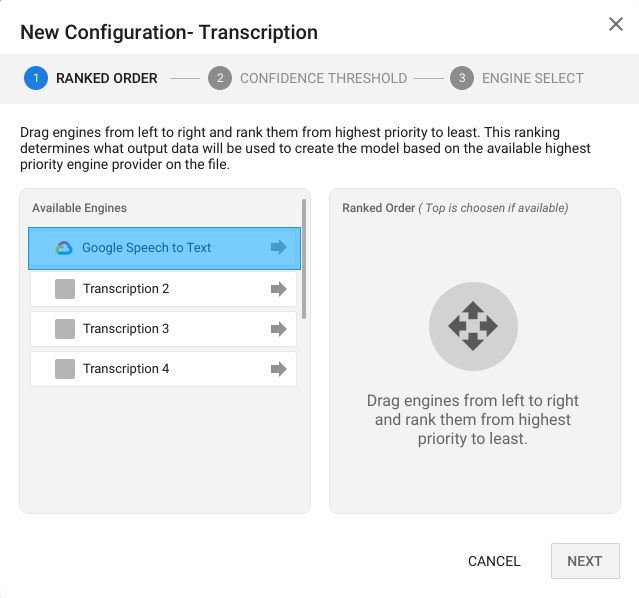 New Configuration- Transcription
1 RANKED ORDER 2 CONFIDENCE THRESHOLD 3 ENGINE SELECT
Drag engines from left to right and rank them from highest priority to least. This ranking
determines what output data will be used to create the model based on the available highest
priority engine provider on the file.
Available Engines
Google Speech to Text
Transcription 2
Transcription 3
Transcription 4
Ranked Order ( Top is choosen if available)
Drag engines from left to right
and rank them from highest
priority to least.
CANCEL NEXT